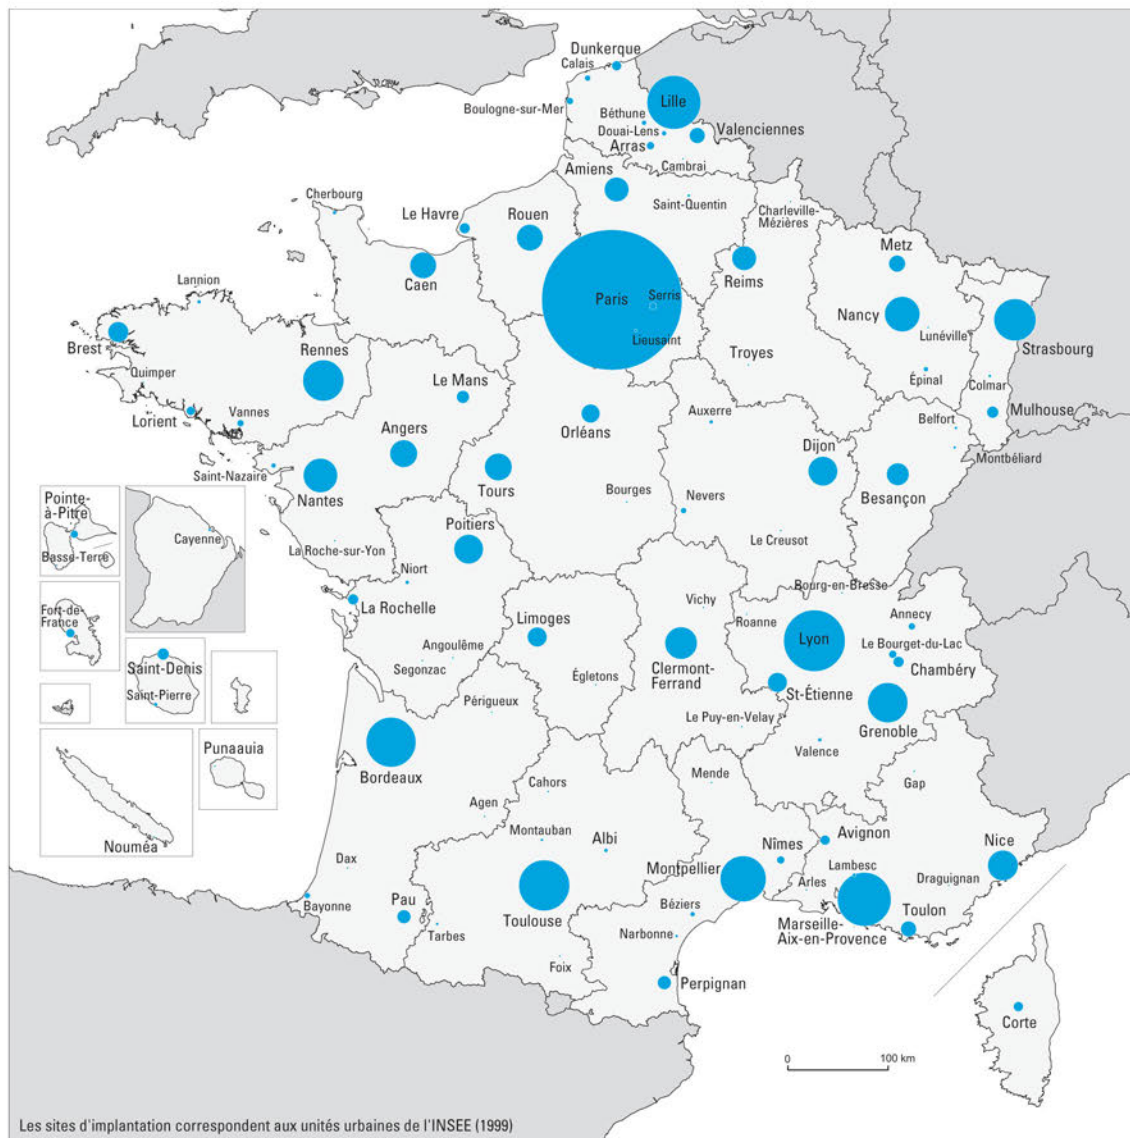 Dunkerque
Calais
Boulogne-sur-Mer
Lille
Béthune
Douai-Lens
Valenciennes
Arras
Cambrai
Amiens
Saint-Quentin
Charleville-
Mézières
Cherbourg
Le Havre
Rouen
Caen
Reims
Metz
Lannion
Paris
Serris
Lieusaint
Nancy
Lunéville
Strasbourg
Brest
Quimper
Rennes
Le Mans
Troyes
Épinal
Colmar
Mulhouse
Lorient
Vannes
Angers
Orléans
Auxerre
Belfort
Montbéliard
Saint-Nazaire
Nantes
Tours
Dijon
Besançon
Bourges
Nevers
Le Creusot
Pointe-
à-Pitre
Basse-Terre
Cayenne
La Roche-sur-Yon
Poitiers
Niort
La Rochelle
Fort-de-
France
Limoges
Vichy
Bourg-en-Bresse
Roanne
Annecy
Lyon
Le Bourget-du-Lac
Chambéry
Angoulême
Segonzac
Clermont-
Ferrand
St-Étienne
Grenoble
Saint-Denis
Saint-Pierre
Égletons
Périgueux
Le Puy-en-Velay
Valence
Punaauia
Nouméa
Bordeaux
Cahors
Mende
Gap
Agen
Montauban
Albi
Nîmes
Avignon
Nice
Dax
Montpellier
Arles
Lambesc
Draguignan
Bayonne
Pau
Tarbes
Toulouse
Béziers
Narbonne
Marseille-
Aix-en-Provence
Toulon
Foix
Perpignan
Corte
0
100 km
Les sites d'implantation correspondent aux unités urbaines de l'INSEE (1999)